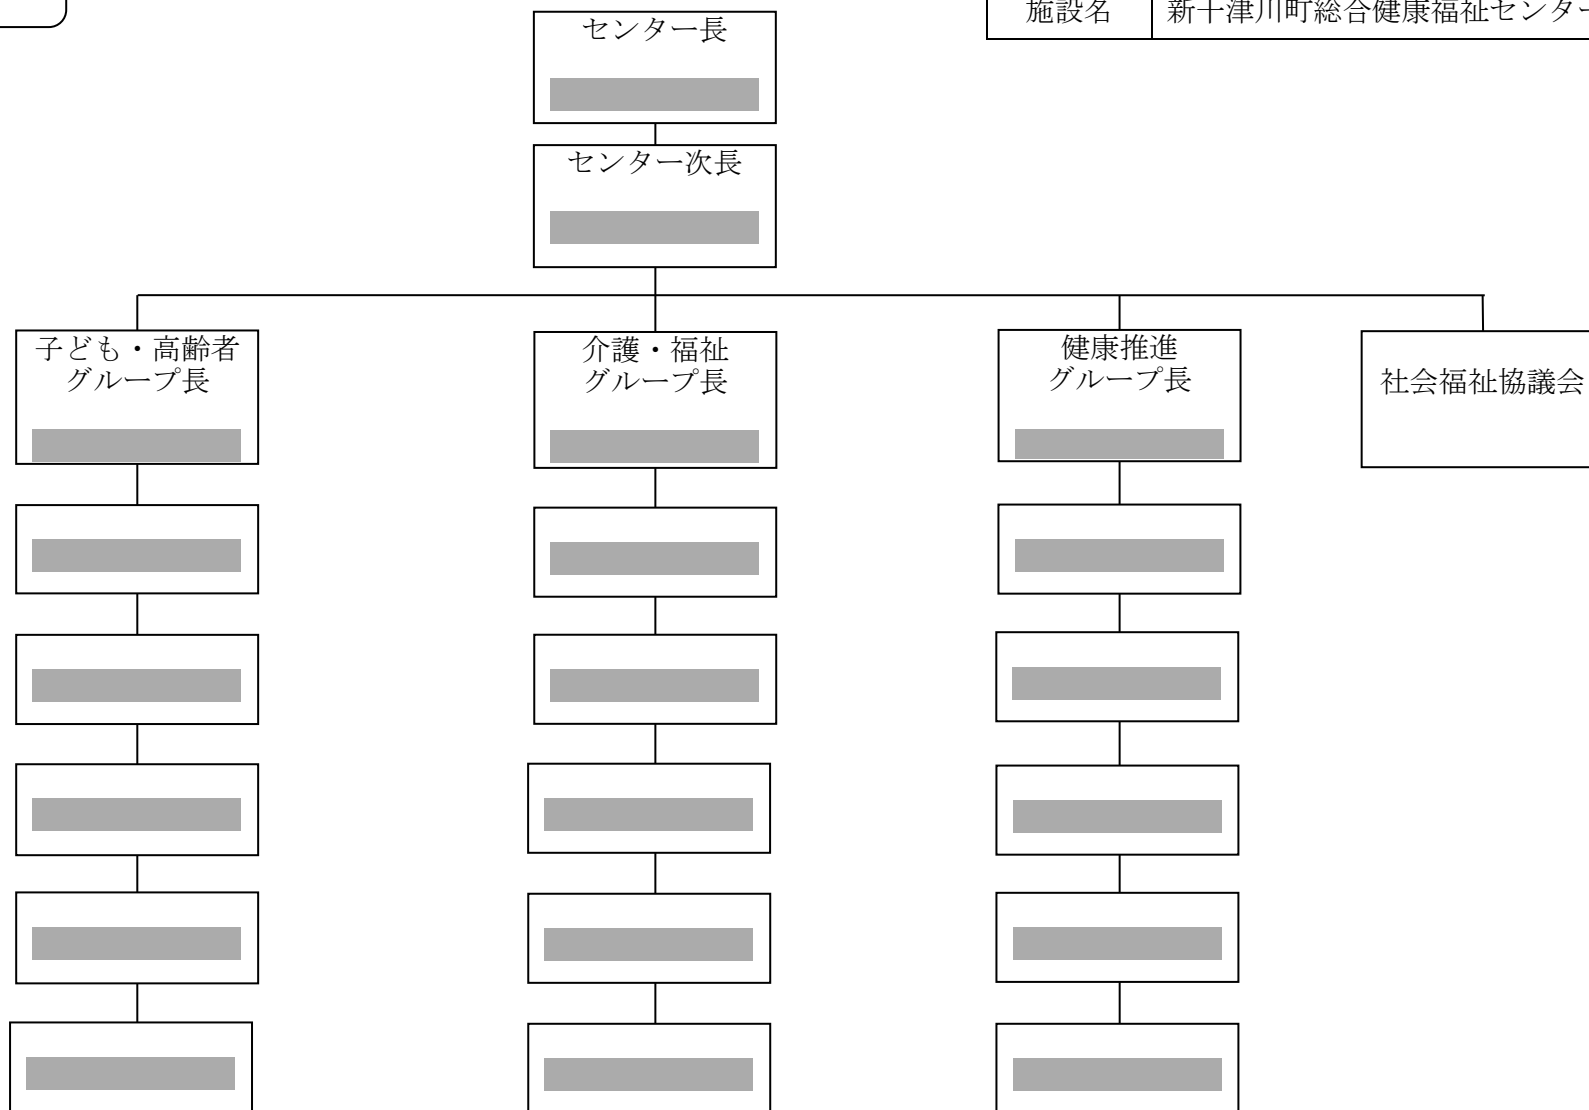 施設名 新十津川町総合健康福祉センター
センター長
センター次長
子ども・高齢者
グループ長
介護・福祉
グループ長
健康推進
グループ長
社会福祉協議会